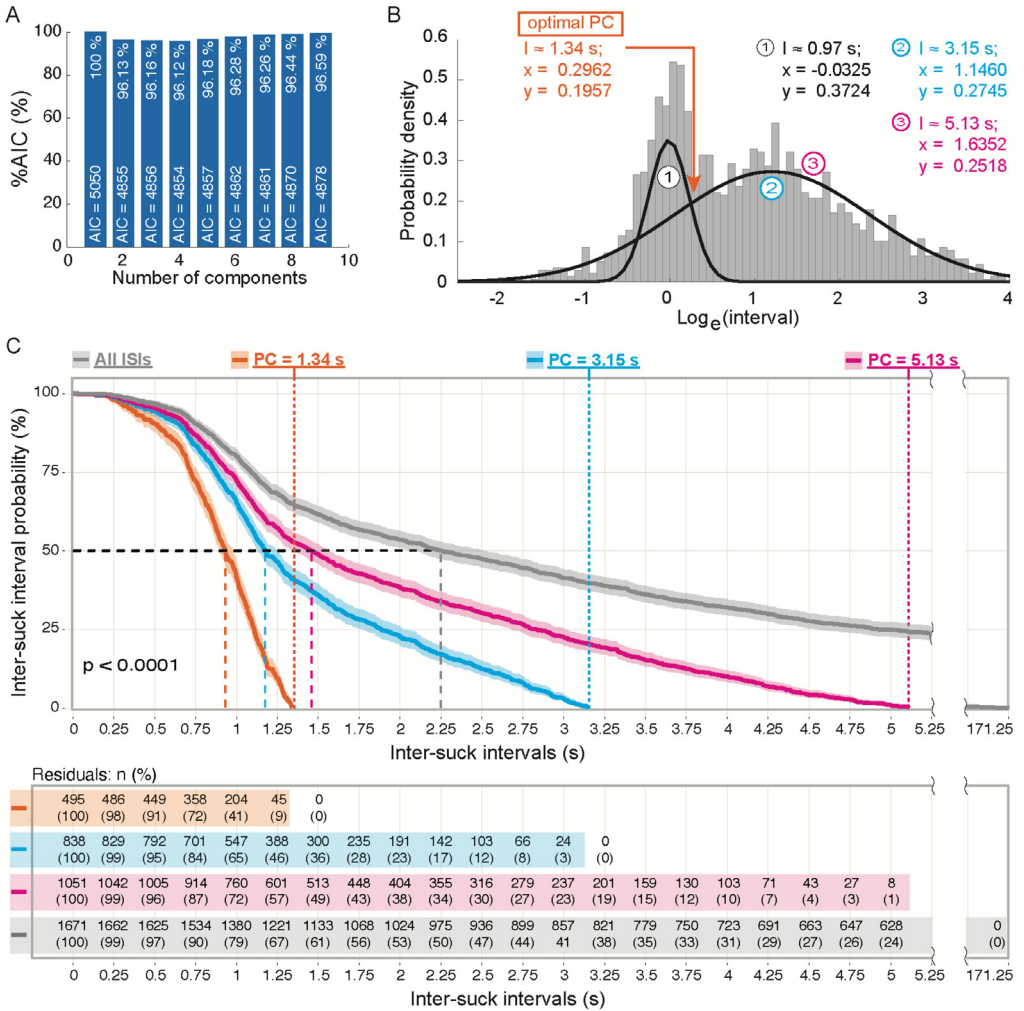 A
%AIC (%)
100
80
60
40
20
0
100 %
96.13 %
96.16 %
96.12 %
96.18 %
96.28 %
96.26 %
96.44 %
96.59 %
AIC = 5050
AIC = 4855
AIC = 4856
AIC = 4854
AIC = 4857
AIC = 4862
AIC = 4861
AIC = 4870
AIC = 4878
0 2 4 6 8 10
Number of components
B
Probability density
0.6
0.5
0.4
0.3
0.2
0.1
0
optimal PC
I ≈ 1.34 s;
x = 0.2962
y = 0.1957
1 I ≈ 0.97 s
x = -0.0325
y = 0.3724
2 I ≈ 3.15 s;
x = 1.1460
y = 0.2745
3 I ≈ 5.13 s;
x = 1.6352
y = 0.2518
1
2
3
-2 -1 0 1 2 3 4
Loge(interval)
C
All ISIs
PC = 1.34 s
PC = 3.15 s
PC = 5.13 s
Inter-suck interval probability (%)
100
75
50
25
0
p < 0.0001
0 0.25 0.5 0.75 1 1.25 1.5 1.75 2 2.25 2.5 2.75 3 3.25 3.5 3.75 4 4.25 4.5 4.75 5 5.25 171.25
Inter-suck intervals (s)
Residuals: n (%)
495 486 449 358 204 45 0
(100) (98) (91) (72) (41) (9) (0)
838 829 792 701 547 388 300 235 191 142 103 66 24 0
(100) (99) (95) (84) (65) (46) (36) (28) (23) (17) (12) (8) (3) (0)
1051 1042 1005 914 760 601 513 448 404 355 316 279 237 201 159 130 103 71 43 27 8
(100) (99) (96) (87) (72) (57) (49) (43) (38) (34) (30) (27) (23) (19) (15) (12) (10) (7) (4) (3) (1)
1671 1662 1625 1534 1380 1221 1133 1068 1024 975 936 899 857 821 779 750 723 691 663 647 628 0
(100) (99) (97) (90) (79) (67) (61) (56) (53) (50) (47) (44) 41 (38) (35) (33) (31) (29) (27) (26) (24) (0)
0 0.25 0.5 0.75 1 1.25 1.5 1.75 2 2.25 2.5 2.75 3 3.25 3.5 3.75 4 4.25 4.5 4.75 5 5.25 171.25
Inter-suck intervals (s)